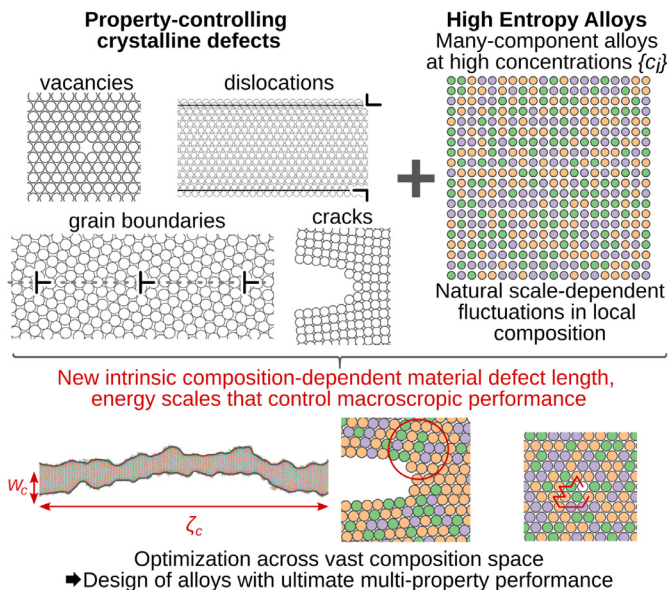 Property-controlling
crystalline defects
vacancies
dislocations
grain boundaries
cracks
High Entropy Alloys
Many-component alloys
at high concentrations {cᵢ}
Natural scale-dependent
fluctuations in local
composition
New intrinsic composition-dependent material defect length,
energy scales that control macroscopic performance
w_c
ζ_c
Optimization across vast composition space
➡Design of alloys with ultimate multi-property performance